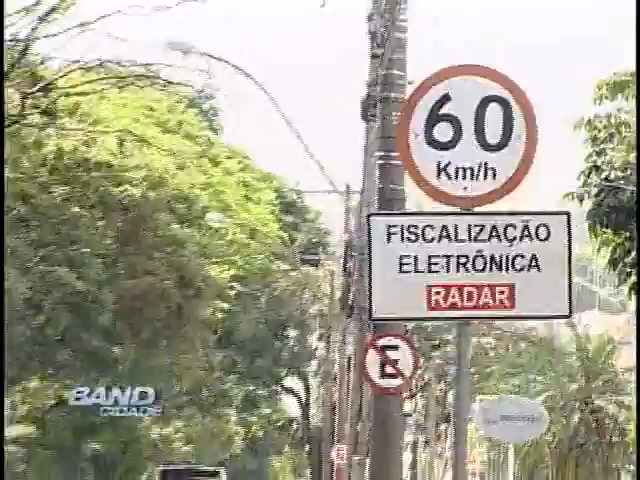 60
Km/h
FISCALIZAÇÃO
ELETRÔNICA
RADAR
E
BAND
CIDADE